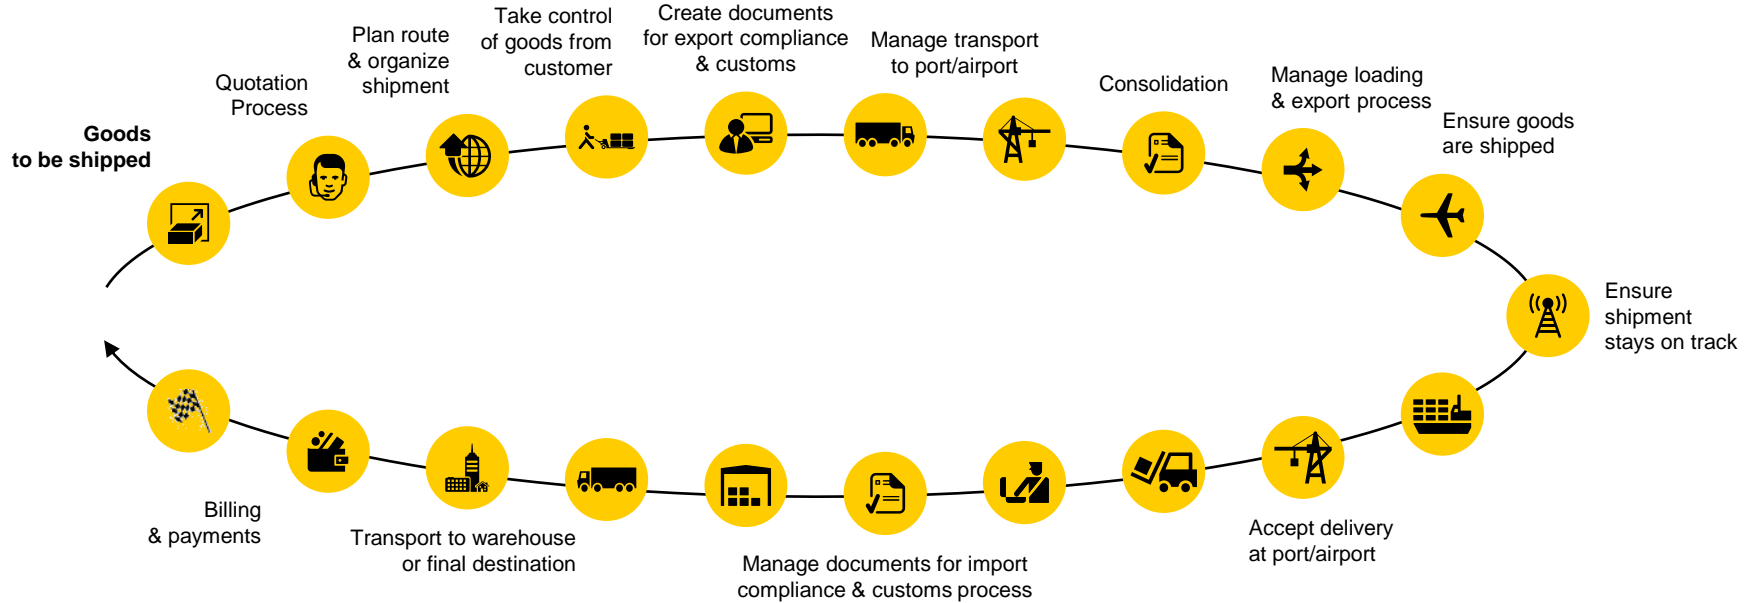 Goods
to be shipped
Quotation
Process
Plan route
& organize
shipment
Take control
of goods from
customer
Create documents
for export compliance
& customs
Manage transport
to port/airport
Consolidation
Manage loading
& export process
Ensure goods
are shipped
Ensure
shipment
stays on track
Accept delivery
at port/airport
Manage documents for import
compliance & customs process
Transport to warehouse
or final destination
Billing
& payments